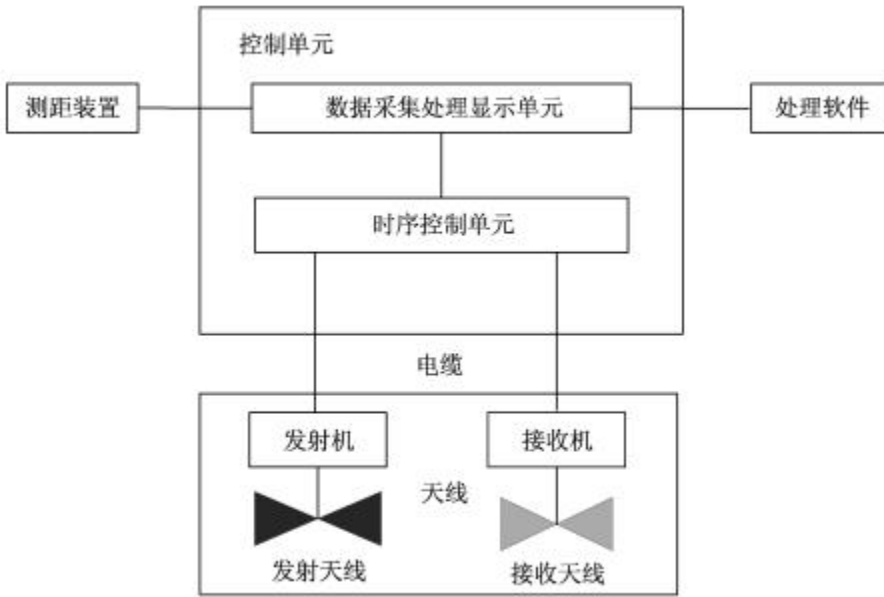 控制单元
测距装置
数据采集处理显示单元
处理软件
时序控制单元
电缆
发射机
接收机
天线
发射天线
接收天线